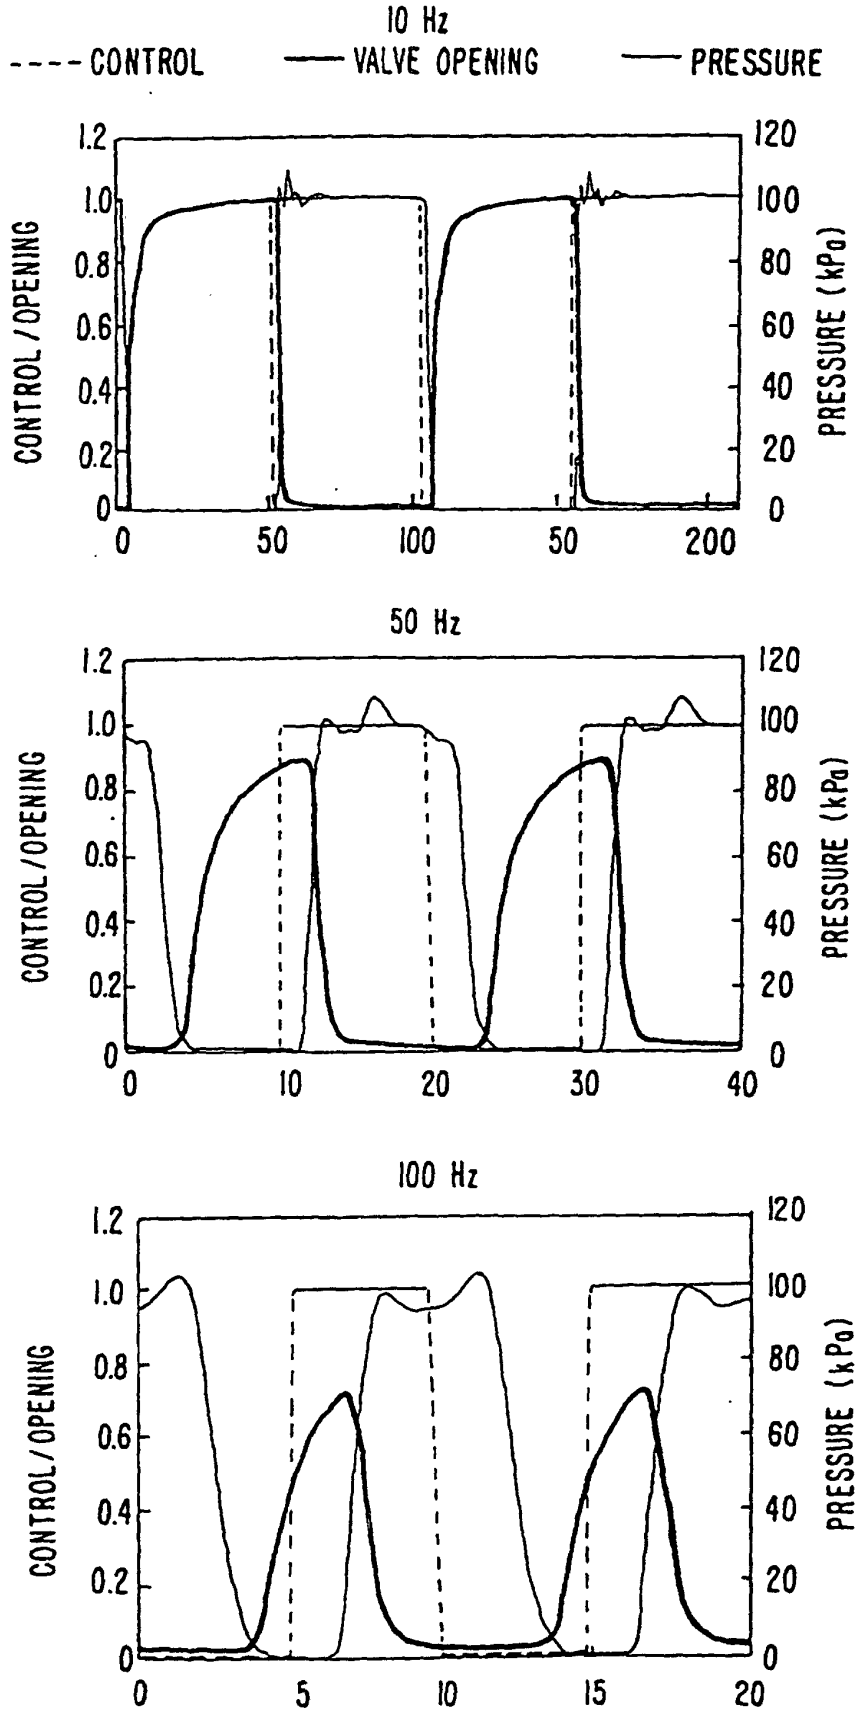 10 Hz
---- CONTROL — VALVE OPENING — PRESSURE
1.2 120
1.0 100
0.8 80
0.6 60
0.4 40
0.2 20
0 0
CONTROL/OPENING
PRESSURE (kPa)
0 50 100 50 200
50 Hz
1.2 120
1.0 100
0.8 80
0.6 60
0.4 40
0.2 20
0 0
CONTROL/OPENING
PRESSURE (kPa)
0 10 20 30 40
100 Hz
1.2 120
1.0 100
0.8 80
0.6 60
0.4 40
0.2 20
0 0
CONTROL/OPENING
PRESSURE (kPa)
0 5 10 15 20